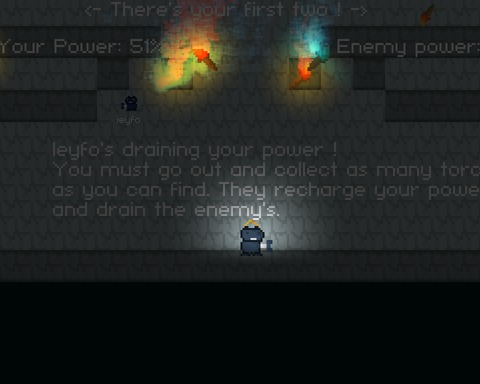 <- There's your first two ! ->
Your Power: 51%
Enemy power:
leyfo
leyfo's draining your power !
You must go out and collect as many torc
as you can find. They recharge your powe
and drain the enemy's.